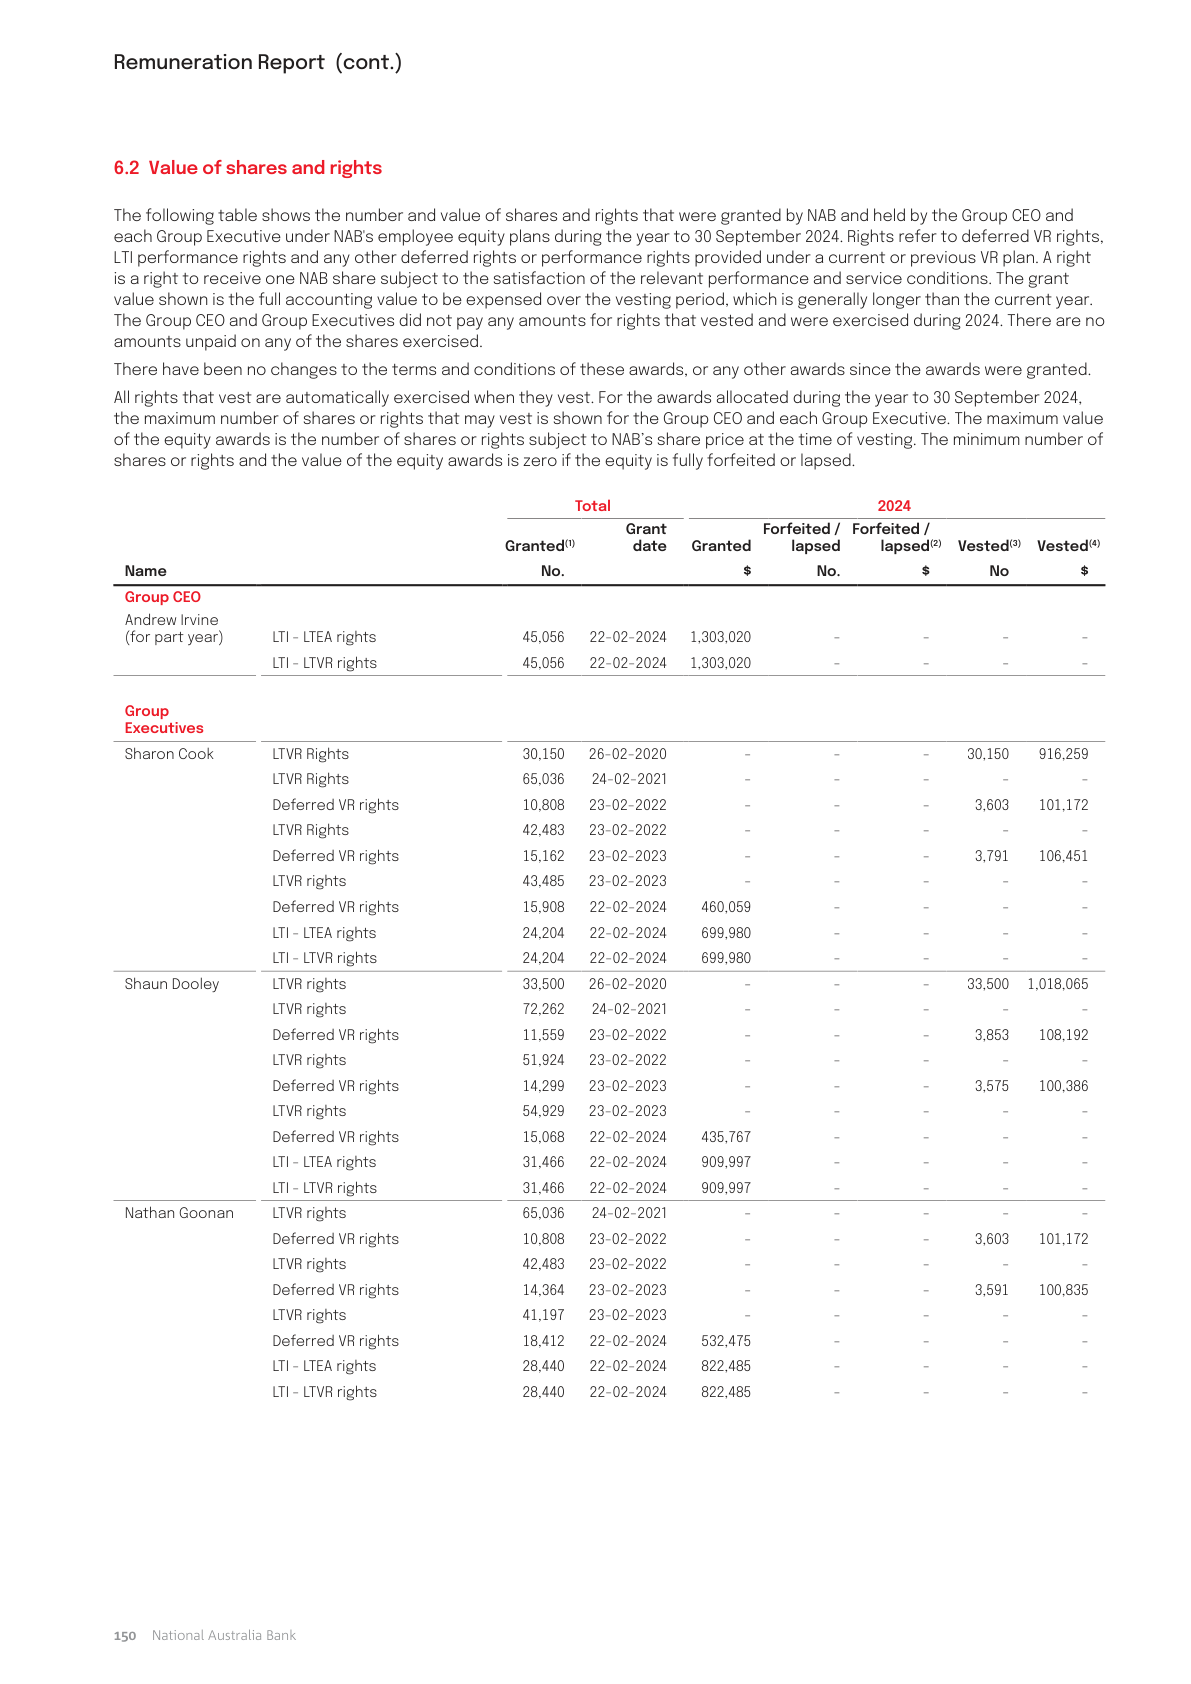 Remuneration Report (cont.)
6.2 Value of shares and rights
The following table shows the number and value of shares and rights that were granted by NAB and held by the Group CEO and
each Group Executive under NAB's employee equity plans during the year to 30 September 2024. Rights refer to deferred VR rights,
LTI performance rights and any other deferred rights or performance rights provided under a current or previous VR plan. A right
is a right to receive one NAB share subject to the satisfaction of the relevant performance and service conditions. The grant
value shown is the full accounting value to be expensed over the vesting period, which is generally longer than the current year.
The Group CEO and Group Executives did not pay any amounts for rights that vested and were exercised during 2024. There are no
amounts unpaid on any of the shares exercised.
There have been no changes to the terms and conditions of these awards, or any other awards since the awards were granted.
All rights that vest are automatically exercised when they vest. For the awards allocated during the year to 30 September 2024,
the maximum number of shares or rights that may vest is shown for the Group CEO and each Group Executive. The maximum value
of the equity awards is the number of shares or rights subject to NAB's share price at the time of vesting. The minimum number of
shares or rights and the value of the equity awards is zero if the equity is fully forfeited or lapsed.
Total 2024
Grant Forfeited / Forfeited /
Granted(1) date Granted lapsed lapsed(2) Vested(3) Vested(4)
Name No. $ No. $ No $
Group CEO
Andrew Irvine
(for part year) LTI - LTEA rights 45,056 22-02-2024 1,303,020 - - - -
LTI - LTVR rights 45,056 22-02-2024 1,303,020 - - - -
Group
Executives
Sharon Cook LTVR Rights 30,150 26-02-2020 - - - 30,150 916,259
LTVR Rights 65,036 24-02-2021 - - - - -
Deferred VR rights 10,808 23-02-2022 - - - 3,603 101,172
LTVR Rights 42,483 23-02-2022 - - - - -
Deferred VR rights 15,162 23-02-2023 - - - 3,791 106,451
LTVR rights 43,485 23-02-2023 - - - - -
Deferred VR rights 15,908 22-02-2024 460,059 - - - -
LTI - LTEA rights 24,204 22-02-2024 699,980 - - - -
LTI - LTVR rights 24,204 22-02-2024 699,980 - - - -
Shaun Dooley LTVR rights 33,500 26-02-2020 - - - 33,500 1,018,065
LTVR rights 72,262 24-02-2021 - - - - -
Deferred VR rights 11,559 23-02-2022 - - - 3,853 108,192
LTVR rights 51,924 23-02-2022 - - - - -
Deferred VR rights 14,299 23-02-2023 - - - 3,575 100,386
LTVR rights 54,929 23-02-2023 - - - - -
Deferred VR rights 15,068 22-02-2024 435,767 - - - -
LTI - LTEA rights 31,466 22-02-2024 909,997 - - - -
LTI - LTVR rights 31,466 22-02-2024 909,997 - - - -
Nathan Goonan LTVR rights 65,036 24-02-2021 - - - - -
Deferred VR rights 10,808 23-02-2022 - - - 3,603 101,172
LTVR rights 42,483 23-02-2022 - - - - -
Deferred VR rights 14,364 23-02-2023 - - - 3,591 100,835
LTVR rights 41,197 23-02-2023 - - - - -
Deferred VR rights 18,412 22-02-2024 532,475 - - - -
LTI - LTEA rights 28,440 22-02-2024 822,485 - - - -
LTI - LTVR rights 28,440 22-02-2024 822,485 - - - -
150 National Australia Bank